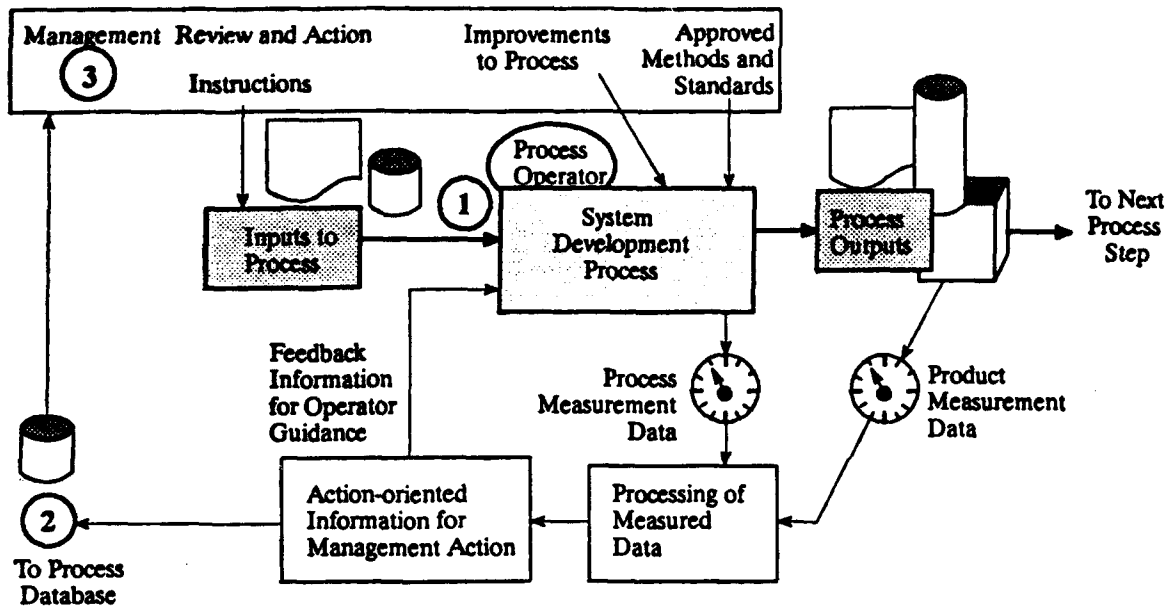 Management Review and Action
3
Instructions
Improvements
to Process
Approved
Methods and
Standards
Process
Operator
1
Inputs to
Process
System
Development
Process
Process
Outputs
To Next
Process
Step
Feedback
Information
for Operator
Guidance
Process
Measurement
Data
Product
Measurement
Data
2
To Process
Database
Action-oriented
Information for
Management Action
Processing of
Measured
Data